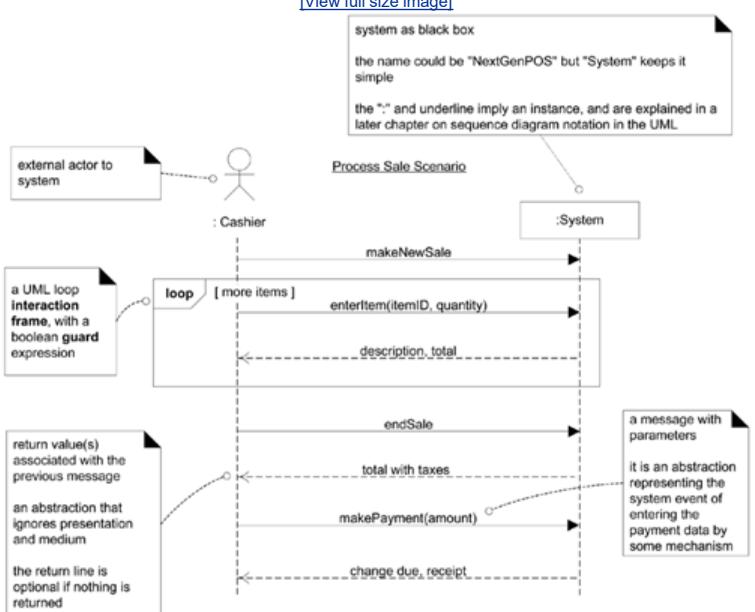 [View full size image]
system as black box
the name could be "NextGenPOS" but "System" keeps it
simple
the ":" and underline imply an instance, and are explained in a
later chapter on sequence diagram notation in the UML
external actor to
system
Process Sale Scenario
: Cashier
:System
makeNewSale
a UML loop
interaction
frame, with a
boolean guard
expression
loop
[ more items ]
enterItem(itemID, quantity)
description, total
endSale
return value(s)
associated with the
previous message
an abstraction that
ignores presentation
and medium
the return line is
optional if nothing is
returned
total with taxes
makePayment(amount)
change due, receipt
a message with
parameters
it is an abstraction
representing the
system event of
entering the
payment data by
some mechanism